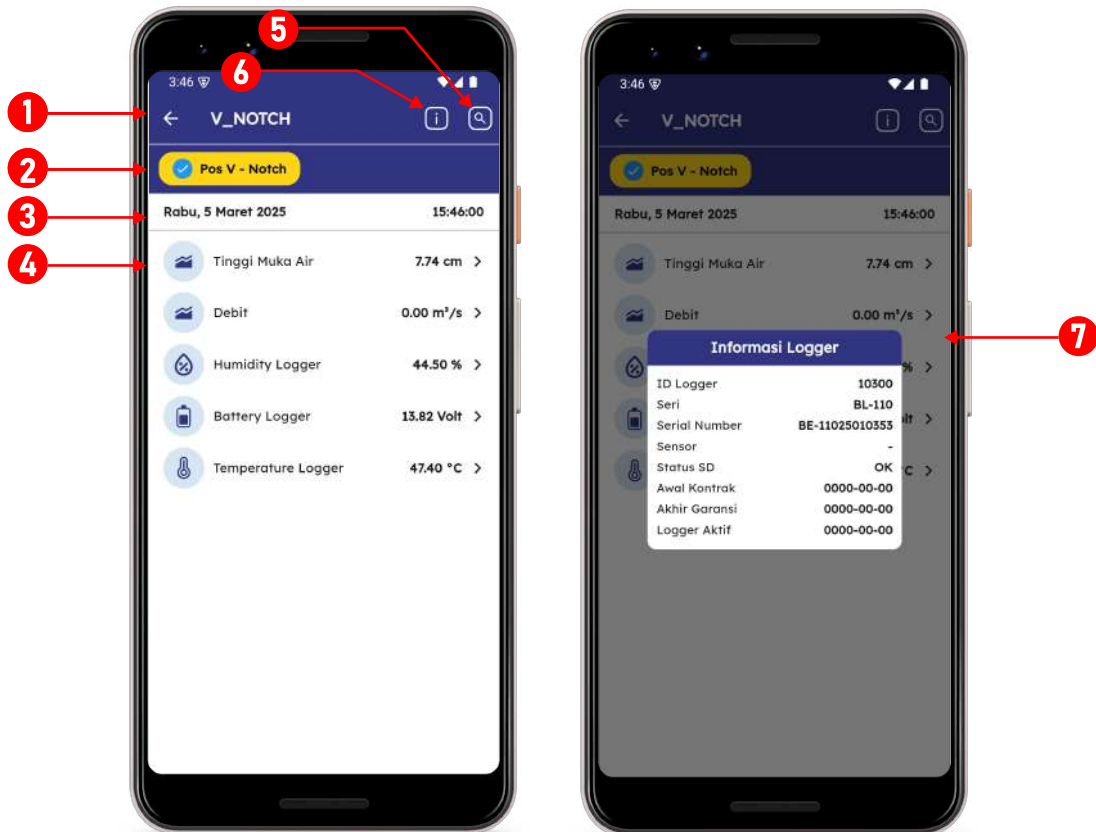 5
6
3:46
1
V_NOTCH
2
Pos V - Notch
3
Rabu, 5 Maret 2025 15:46:00
4
Tinggi Muka Air 7.74 cm
Debit 0.00 m³/s
Humidity Logger 44.50 %
Battery Logger 13.82 Volt
Temperature Logger 47.40 °C
3:46
V_NOTCH
Pos V - Notch
Rabu, 5 Maret 2025 15:46:00
Tinggi Muka Air 7.74 cm
Debit 0.00 m³/s
7
Informasi Logger
%
ID Logger 10300
Seri BL-110
Serial Number BE-11025010353
lt
Sensor -
Status SD OK
°C
Awal Kontrak 0000-00-00
Akhir Garansi 0000-00-00
Logger Aktif 0000-00-00